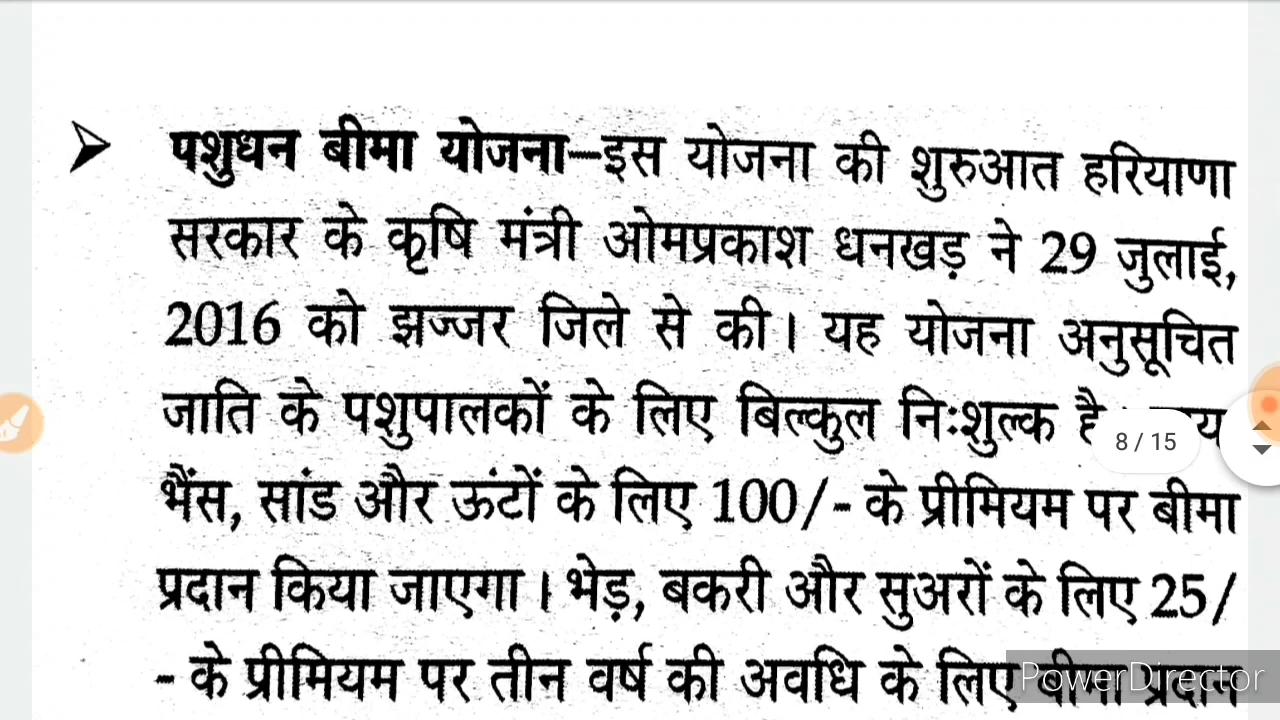 पशुधन बीमा योजना–इस योजना की शुरुआत हरियाणा
सरकार के कृषि मंत्री ओमप्रकाश धनखड़ ने 29 जुलाई,
2016 को झज्जर जिले से की। यह योजना अनुसूचित
जाति के पशुपालकों के लिए बिल्कुल निःशुल्क है
8 / 15
भैंस, सांड और ऊंटों के लिए 100/- के प्रीमियम पर बीमा
प्रदान किया जाएगा। भेड़, बकरी और सुअरों के लिए 25/
- के प्रीमियम पर तीन वर्ष की अवधि के लिए बीमा प्रदान
PowerDirector